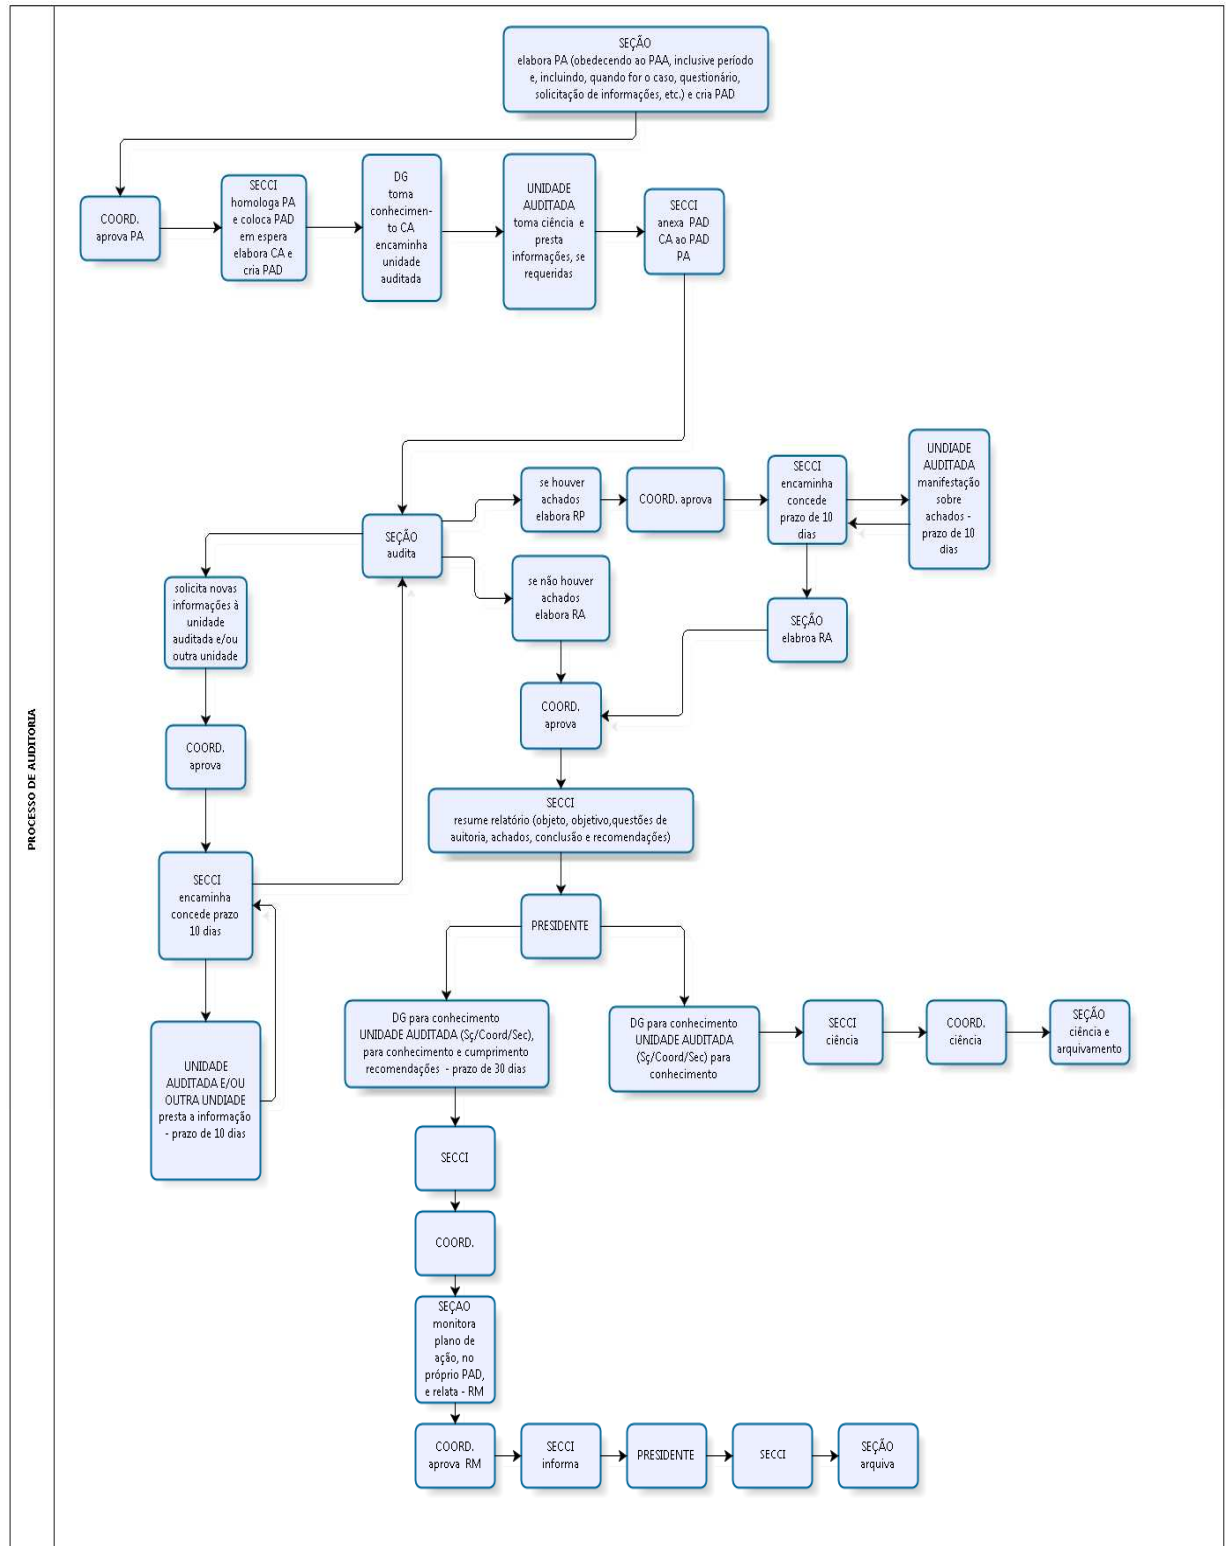 PROCESSO DE AUDITORIA
SEÇÃO
elabora PA (obedecendo ao PAA, inclusive período
e, incluindo, quando for o caso, questionário,
solicitação de informações, etc.) e cria PAD
COORD.
aprova PA
SECCI
homologa PA
e coloca PAD
em espera
elabora CA e
cria PAD
DG
toma
conhecimen-
to CA
encaminha
unidade
auditada
UNIDADE
AUDITADA
toma ciência e
presta
informações, se
requeridas
SECCI
anexa PAD
CA ao PAD
PA
SEÇÃO
audita
se houver
achados
elabora RP
COORD. aprova
SECCI
encaminha
concede
prazo de 10
dias
UNDIADE
AUDITADA
manifestação
sobre
achados -
prazo de 10
dias
se não houver
achados
elabora RA
SEÇÃO
elabroa RA
solicita novas
informações à
unidade
auditada e/ou
outra unidade
COORD.
aprova
COORD.
aprova
SECCI
resume relatório (objeto, objetivo,questões de
auitoria, achados, conclusão e recomendações)
SECCI
encaminha
concede prazo
10 dias
PRESIDENTE
UNIDADE
AUDITADA E/OU
OUTRA UNDIADE
presta a informação
- prazo de 10 dias
DG para conhecimento
UNIDADE AUDITADA (Sç/Coord/Sec),
para conhecimento e cumprimento
recomendações - prazo de 30 dias
DG para conhecimento
UNIDADE AUDITADA
(Sç/Coord/Sec) para
conhecimento
SECCI
ciência
COORD.
ciência
SEÇÃO
ciência e
arquivamento
SECCI
COORD.
SEÇAO
monitora
plano de
ação, no
próprio PAD,
e relata - RM
COORD.
aprova RM
SECCI
informa
PRESIDENTE
SECCI
SEÇÃO
arquiva